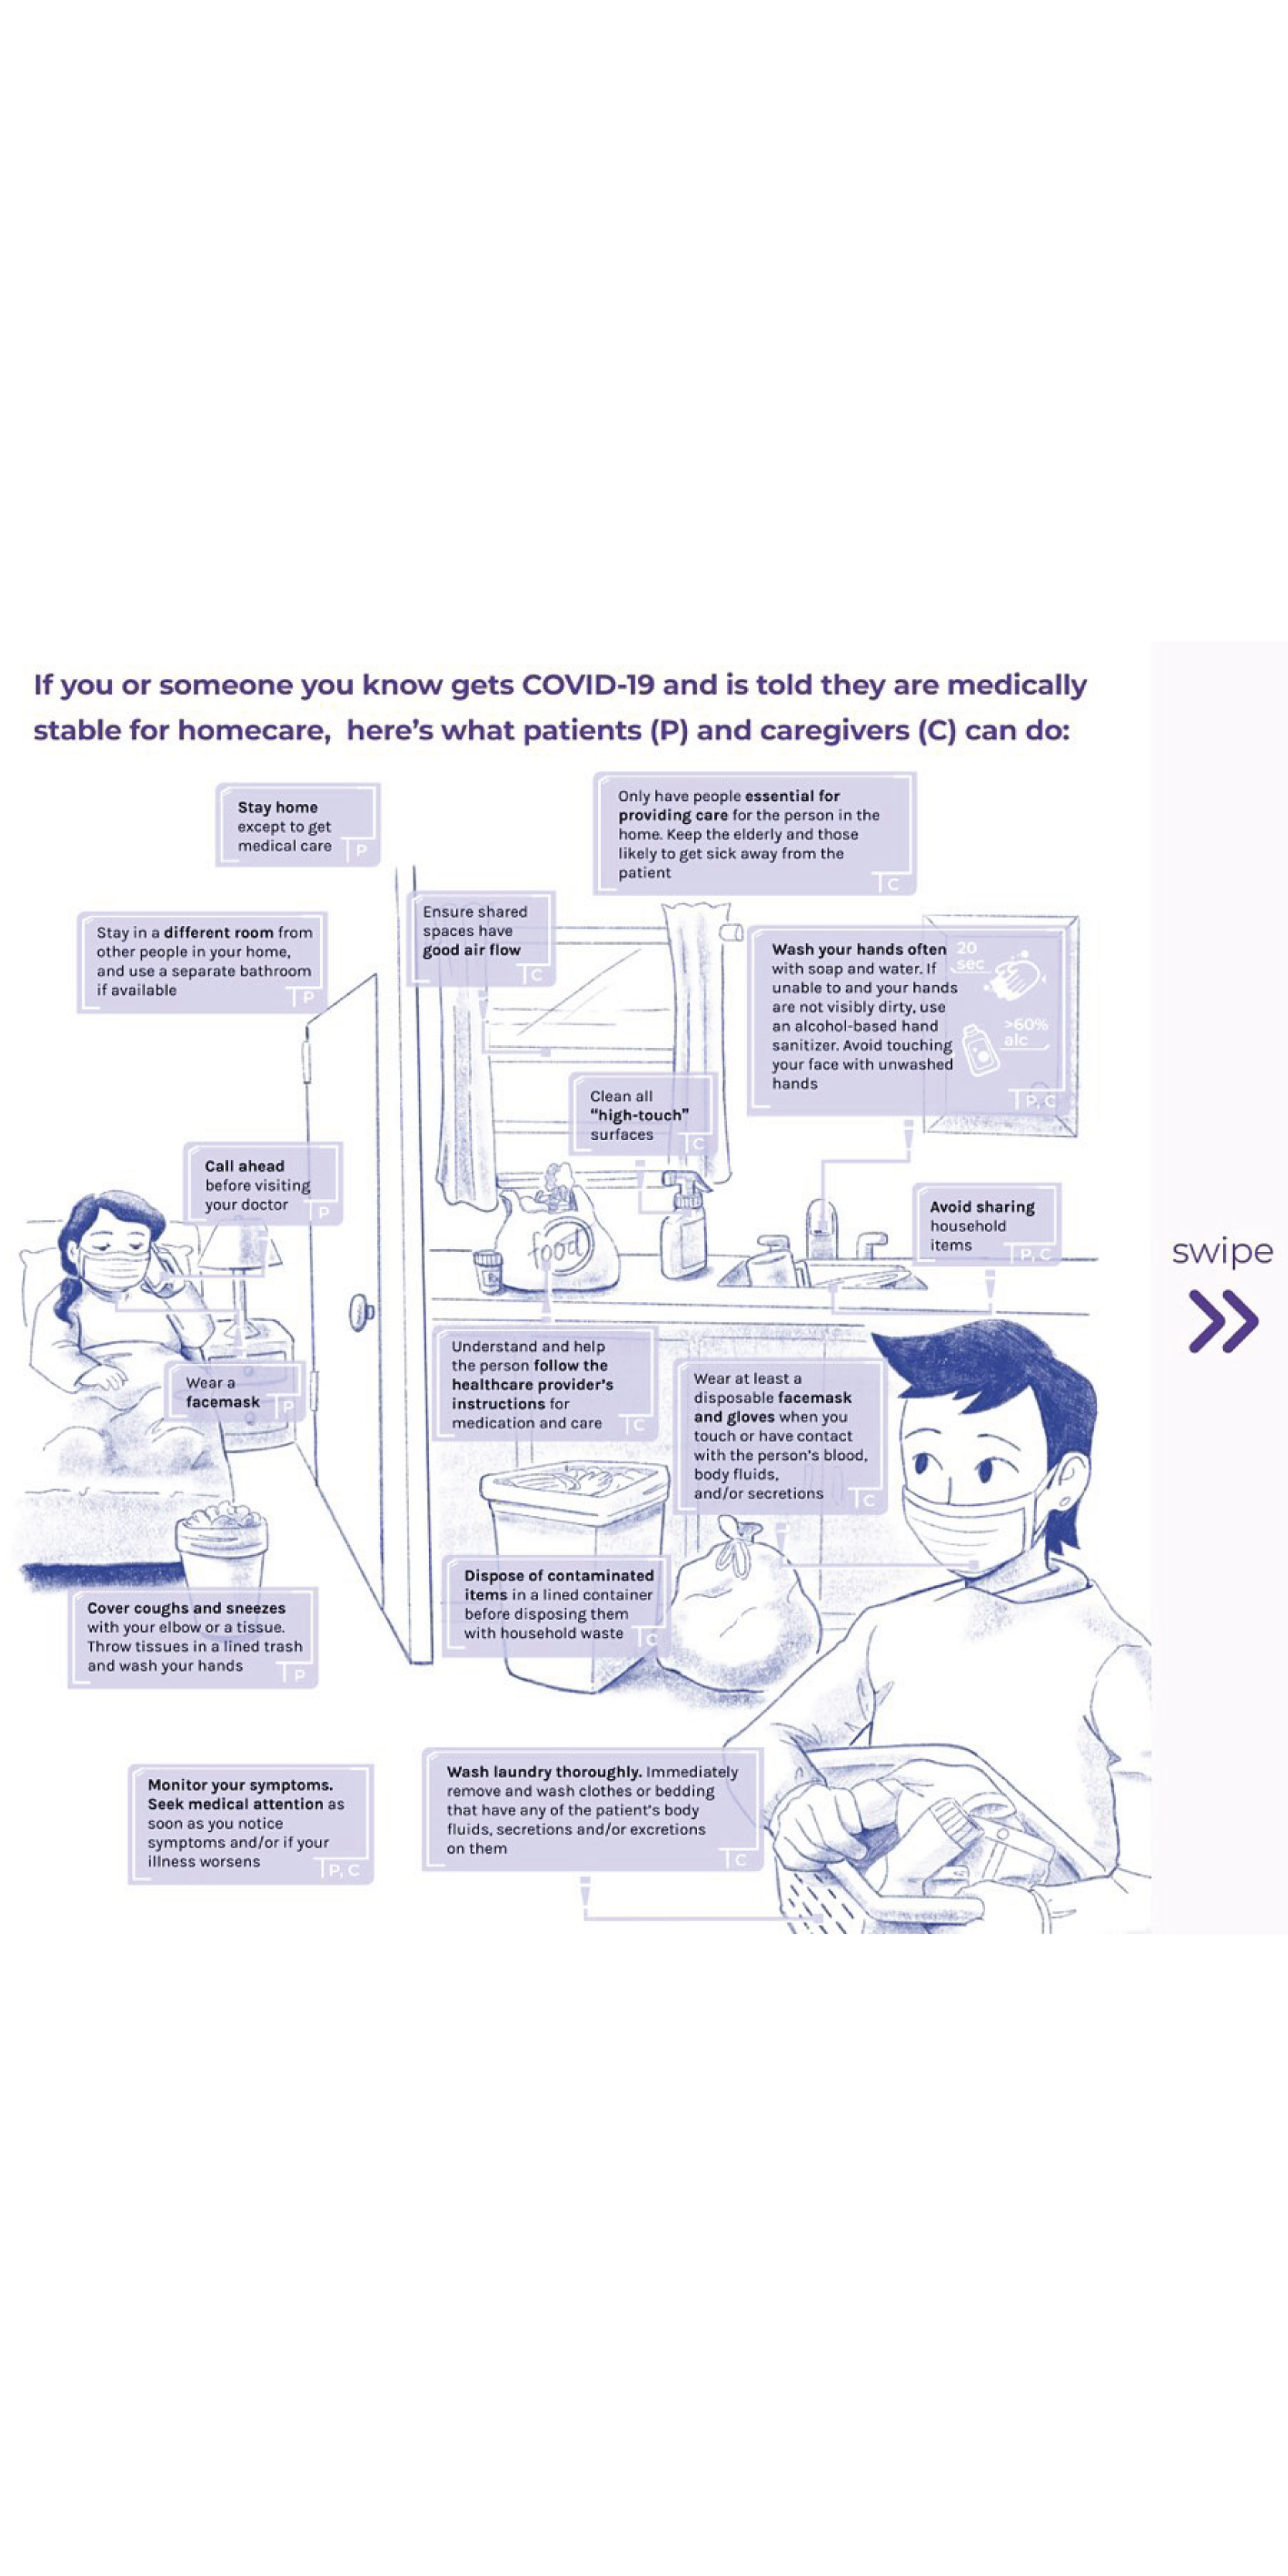 If you or someone you know gets COVID-19 and is told they are medically
stable for homecare, here's what patients (P) and caregivers (C) can do:
Stay home
except to get
medical care
P
Only have people essential for
providing care for the person in the
home. Keep the elderly and those
likely to get sick away from the
patient
C
Stay in a different room from
other people in your home,
and use a separate bathroom
if available
P
Ensure shared
spaces have
good air flow
C
Wash your hands often
with soap and water. If
unable to and your hands
are not visibly dirty, use
an alcohol-based hand
sanitizer. Avoid touching
your face with unwashed
hands
20
sec
>60%
alc
P, C
Clean all
“high-touch”
surfaces
C
Call ahead
before visiting
your doctor
P
Avoid sharing
household
items
P, C
food
swipe
Wear a
facemask
P
Understand and help
the person follow the
healthcare provider's
instructions for
medication and care
C
Wear at least a
disposable facemask
and gloves when you
touch or have contact
with the person's blood,
body fluids,
and/or secretions
C
Cover coughs and sneezes
with your elbow or a tissue.
Throw tissues in a lined trash
and wash your hands
P
Dispose of contaminated
items in a lined container
before disposing them
with household waste
C
Monitor your symptoms.
Seek medical attention as
soon as you notice
symptoms and/or if your
illness worsens
P, C
Wash laundry thoroughly. Immediately
remove and wash clothes or bedding
that have any of the patient's body
fluids, secretions and/or excretions
on them
C